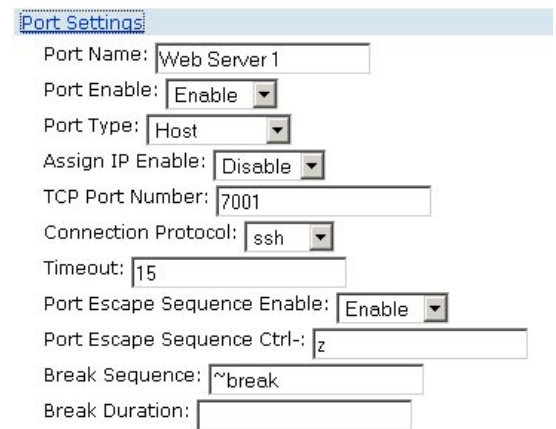 Port Settings
Port Name: Web Server 1
Port Enable: Enable
Port Type: Host
Assign IP Enable: Disable
TCP Port Number: 7001
Connection Protocol: ssh
Timeout: 15
Port Escape Sequence Enable: Enable
Port Escape Sequence Ctrl-: z
Break Sequence: ~break
Break Duration: